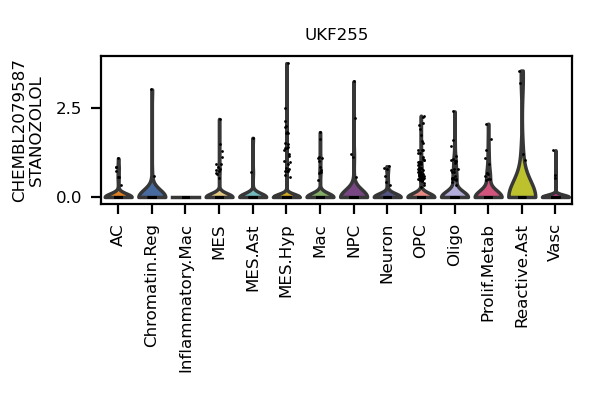 UKF255
CHEMBL2079587
STANOZOLOL
2.5
0.0
AC
Chromatin.Reg
Inflammatory.Mac
MES
MES.Ast
MES.Hyp
Mac
NPC
Neuron
OPC
Oligo
Prolif.Metab
Reactive.Ast
Vasc